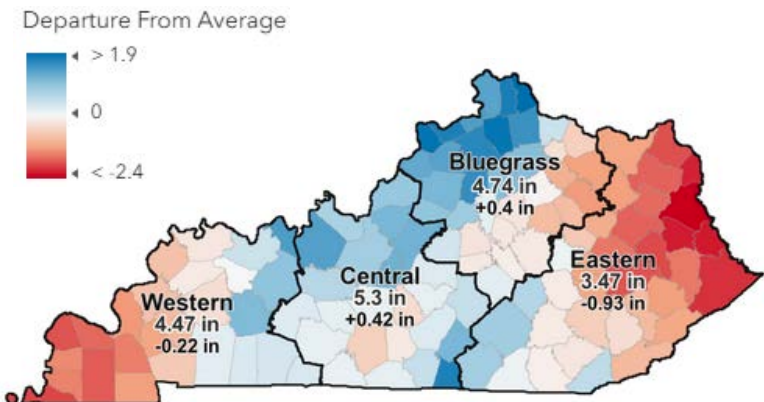 Departure From Average
> 1.9
0
< -2.4
Bluegrass
4.74 in
+0.4 in
Eastern
3.47 in
-0.93 in
Central
5.3 in
+0.42 in
Western
4.47 in
-0.22 in